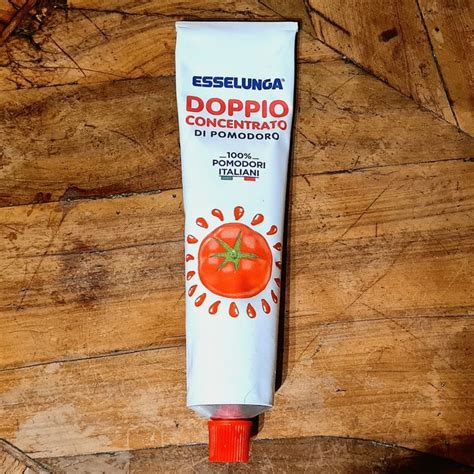 ESSELUNGA®
DOPPIO
CONCENTRATO
DI POMODORO
100%
POMODORI
ITALIANI